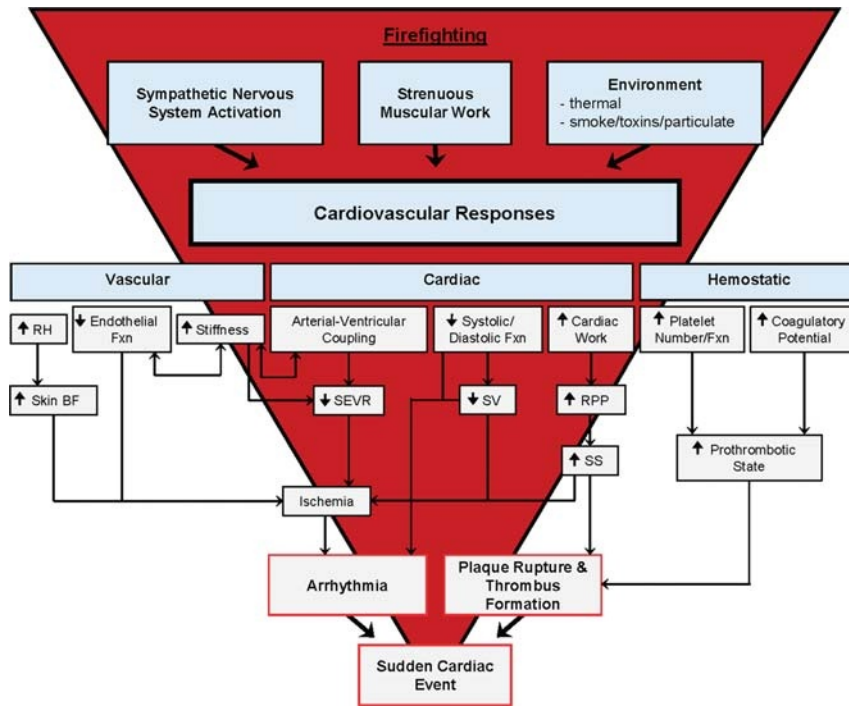 Firefighting
Sympathetic Nervous
System Activation
Strenuous
Muscular Work
Environment
- thermal
- smoke/toxins/particulate
Cardiovascular Responses
Vascular
Cardiac
Hemostatic
↑ RH
↓ Endothelial
Fxn
↑ Stiffness
Arterial-Ventricular
Coupling
↓ Systolic/
Diastolic Fxn
↑ Cardiac
Work
↑ Platelet
Number/Fxn
↑ Coagulatory
Potential
↑ Skin BF
↓ SEVR
↓ SV
↑ RPP
↑ SS
↑ Prothrombotic
State
Ischemia
Arrhythmia
Plaque Rupture &
Thrombus
Formation
Sudden Cardiac
Event